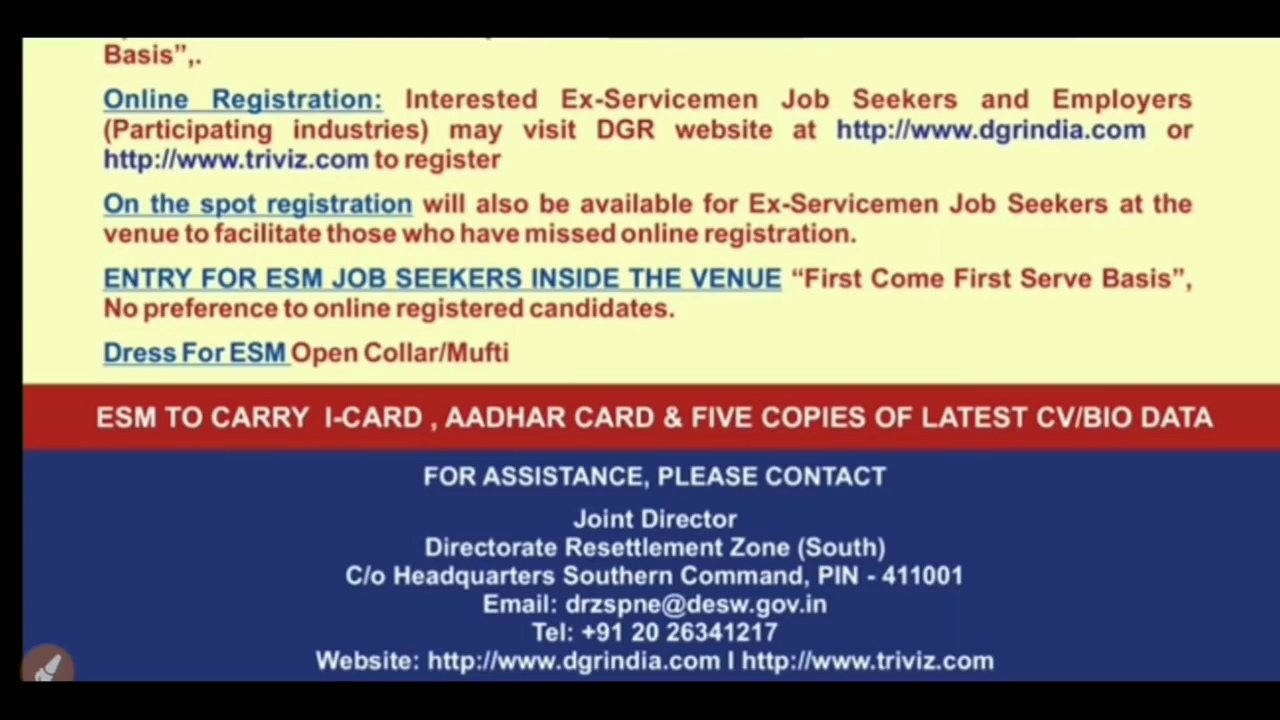 Basis”,.
Online Registration: Interested Ex-Servicemen Job Seekers and Employers
(Participating industries) may visit DGR website at http://www.dgrindia.com or
http://www.triviz.com to register
On the spot registration will also be available for Ex-Servicemen Job Seekers at the
venue to facilitate those who have missed online registration.
ENTRY FOR ESM JOB SEEKERS INSIDE THE VENUE “First Come First Serve Basis”,
No preference to online registered candidates.
Dress For ESM Open Collar/Mufti
ESM TO CARRY I-CARD , AADHAR CARD & FIVE COPIES OF LATEST CV/BIO DATA
FOR ASSISTANCE, PLEASE CONTACT
Joint Director
Directorate Resettlement Zone (South)
C/o Headquarters Southern Command, PIN - 411001
Email: drzspne@desw.gov.in
Tel: +91 20 26341217
Website: http://www.dgrindia.com I http://www.triviz.com